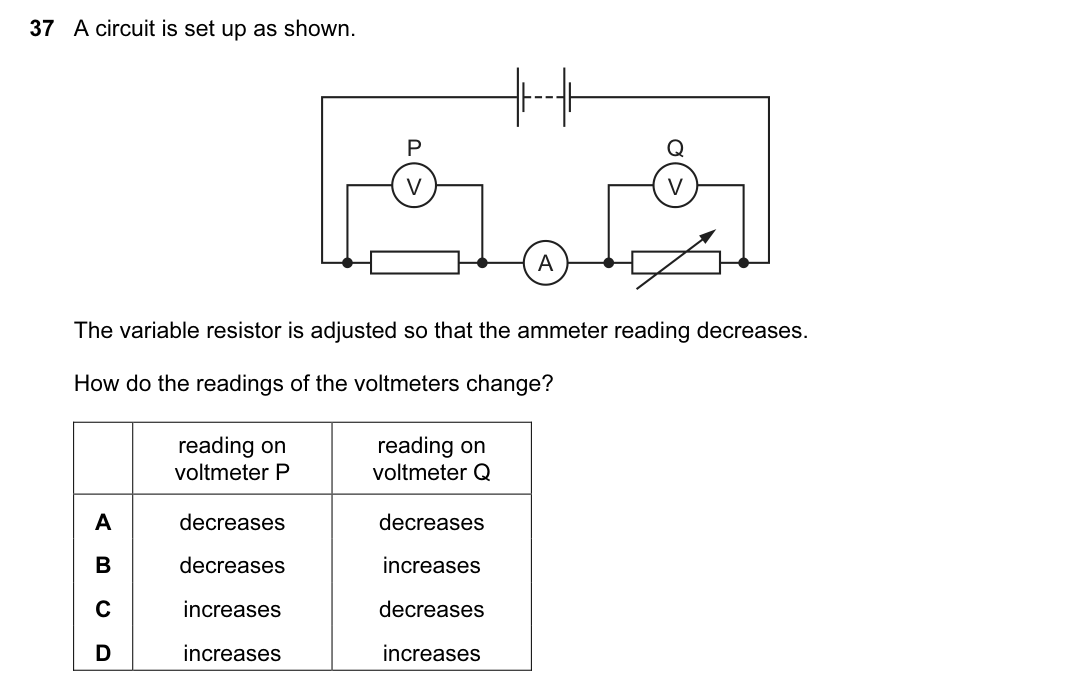 37 A circuit is set up as shown.
P
Q
V
V
A
The variable resistor is adjusted so that the ammeter reading decreases.
How do the readings of the voltmeters change?
reading on voltmeter P
reading on voltmeter Q
A decreases decreases
B decreases increases
C increases decreases
D increases increases